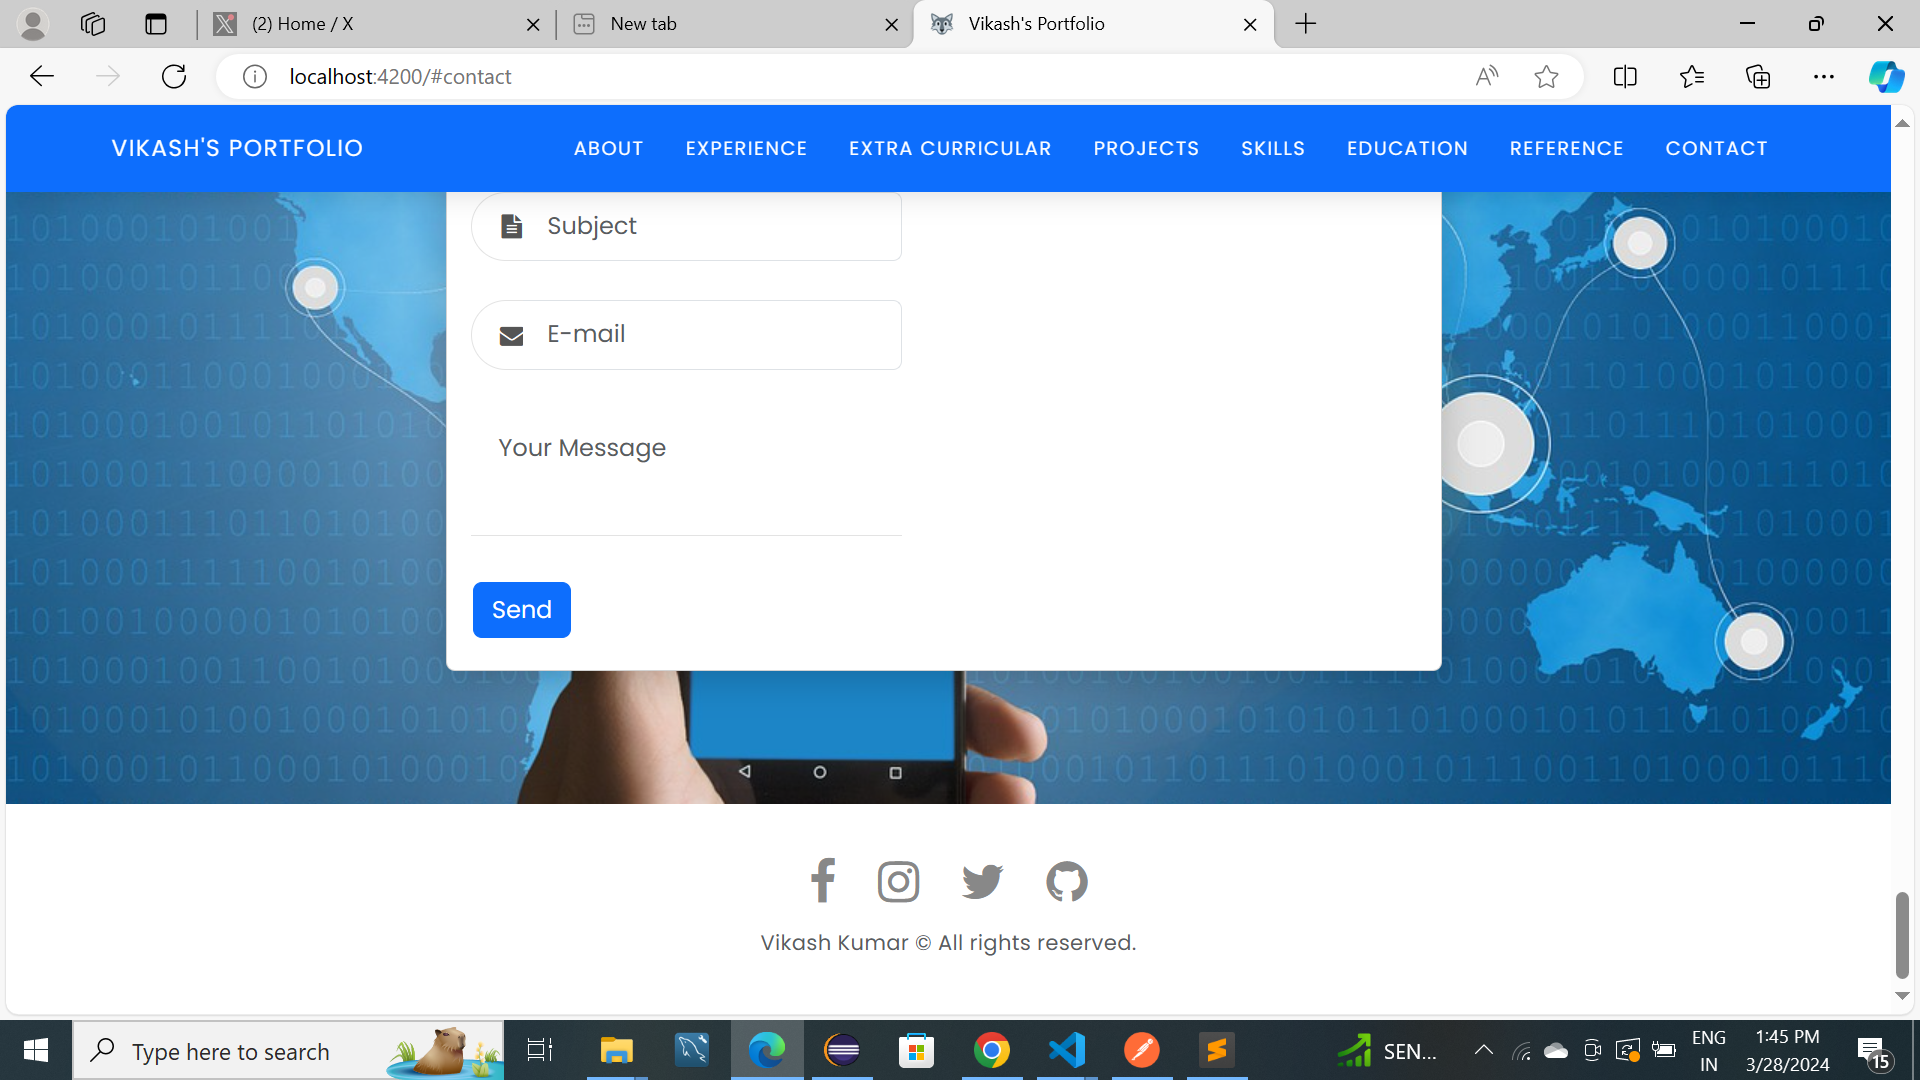 (2) Home / X
New tab
Vikash's Portfolio
localhost:4200/#contact
VIKASH'S PORTFOLIO
ABOUT EXPERIENCE EXTRA CURRICULAR PROJECTS SKILLS EDUCATION REFERENCE CONTACT
Subject
E-mail
Your Message
Send
Vikash Kumar © All rights reserved.
Type here to search
SEN...
ENG
IN
1:45 PM
3/28/2024
15